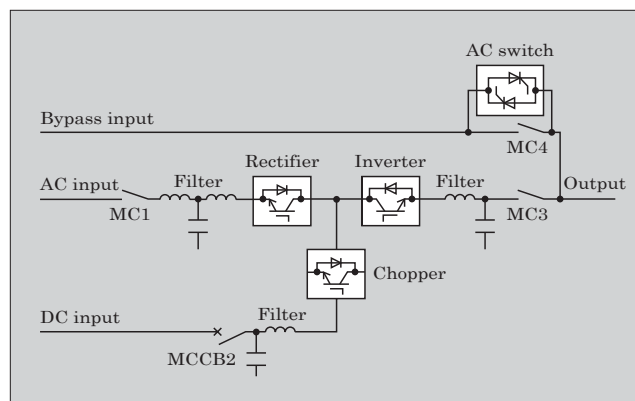 AC switch
Bypass input
MC4
Rectifier
Inverter
AC input
Filter
Filter
Output
MC1
MC3
Chopper
DC input
Filter
MCCB2